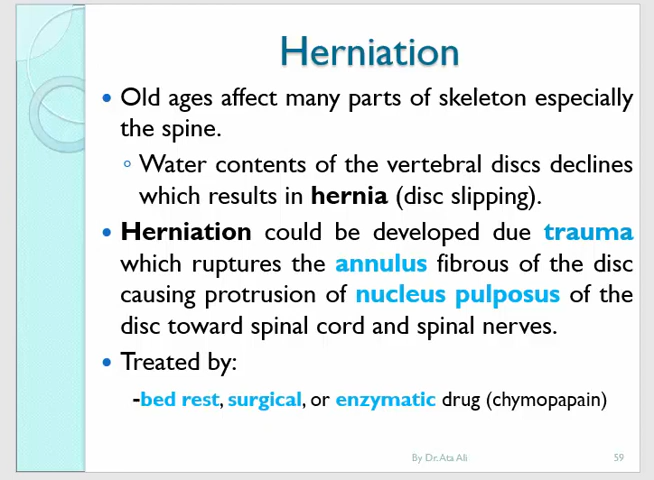 Herniation
• Old ages affect many parts of skeleton especially
the spine.
◦ Water contents of the vertebral discs declines
which results in hernia (disc slipping).
• Herniation could be developed due trauma
which ruptures the annulus fibrous of the disc
causing protrusion of nucleus pulposus of the
disc toward spinal cord and spinal nerves.
• Treated by:
-bed rest, surgical, or enzymatic drug (chymopapain)
By Dr. Ata Ali 59